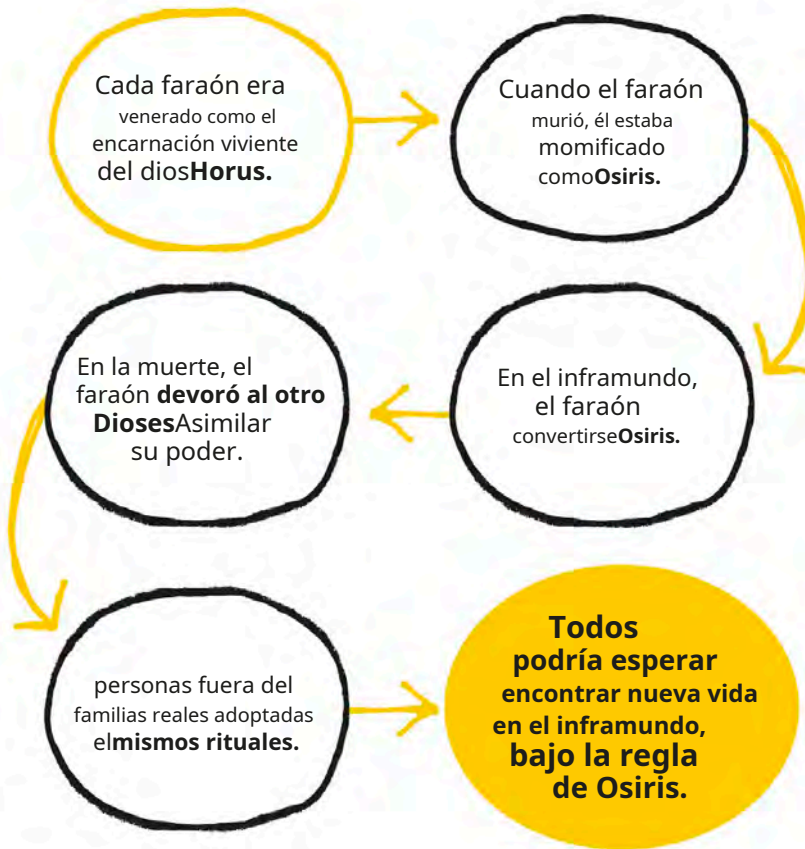 Cada faraón era
venerado como el
encarnación viviente
del diosHorus.
Cuando el faraón
murió, él estaba
momificado
comoOsiris.
En el inframundo,
el faraón
convertirseOsiris.
En la muerte, el
faraón devoró al otro
DiosesAsimilar
su poder.
personas fuera del
familias reales adoptadas
elmismos rituales.
Todos
podría esperar
encontrar nueva vida
en el inframundo,
bajo la regla
de Osiris.